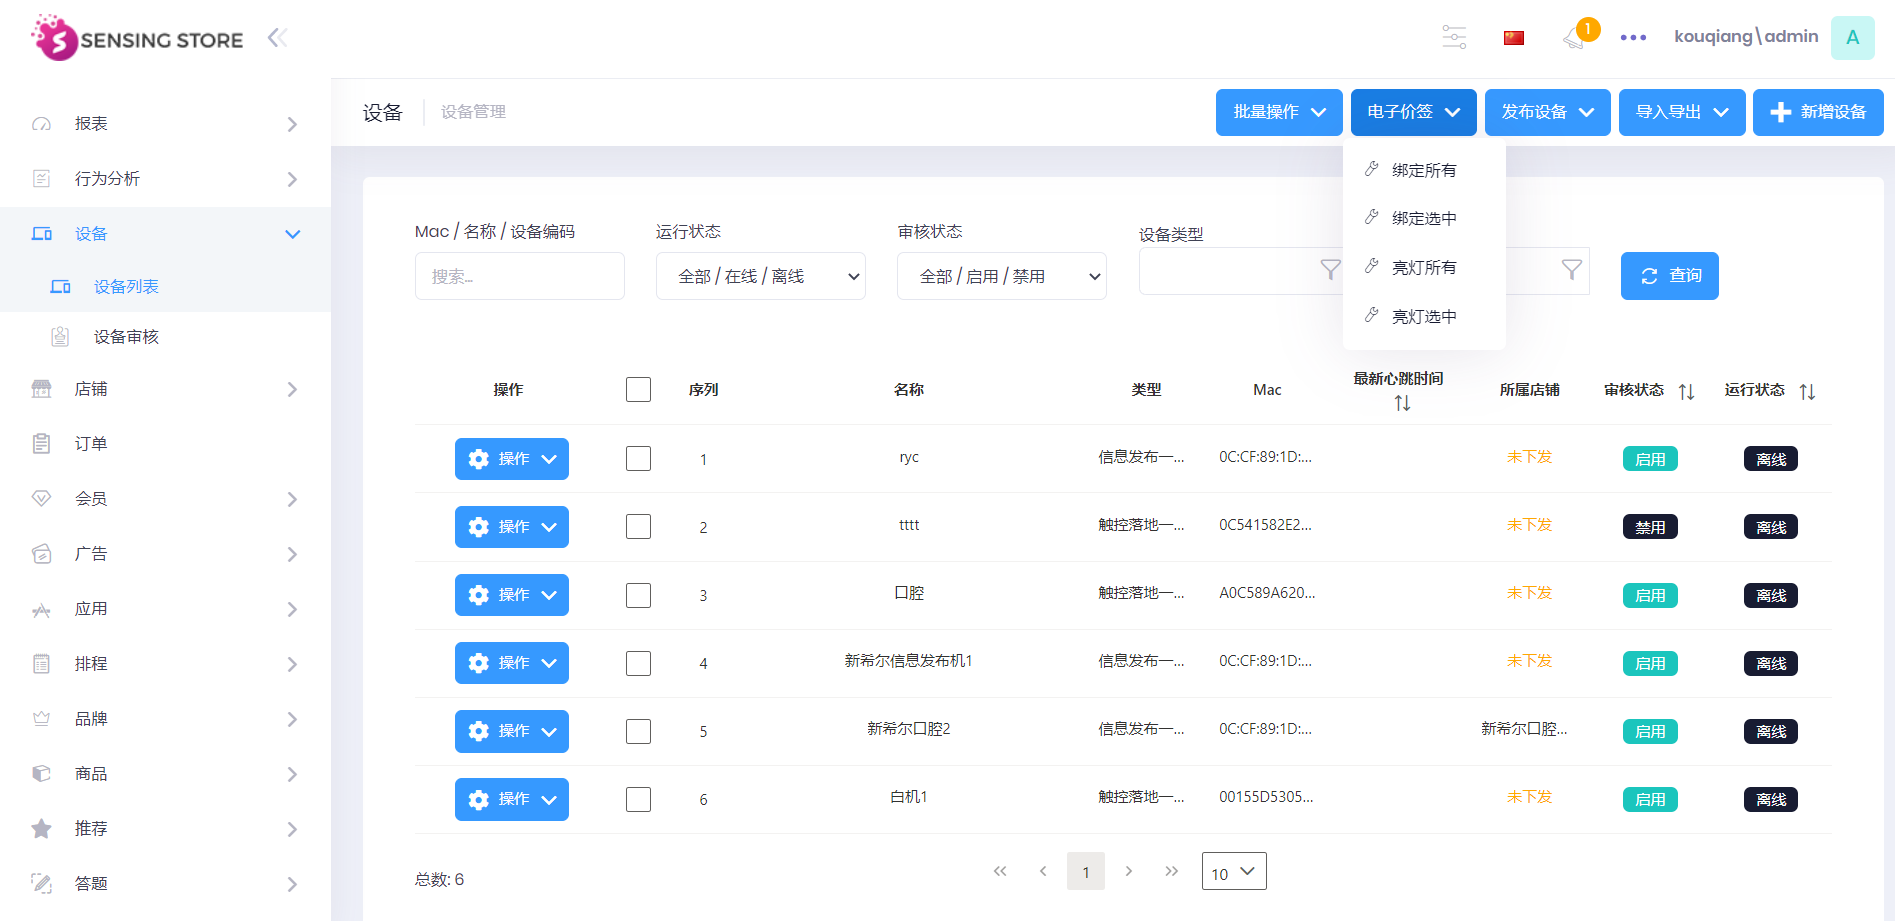 SENSING STORE
1
kouqiang\admin
A
报表
行为分析
设备
设备列表
设备审核
店铺
订单
会员
广告
应用
排程
品牌
商品
推荐
答题
设备
设备管理
批量操作
电子价签
发布设备
导入导出
新增设备
绑定所有
绑定选中
亮灯所有
亮灯选中
Mac / 名称 / 设备编码
运行状态
审核状态
设备类型
搜索...
全部 / 在线 / 离线
全部 / 启用 / 禁用
查询
操作 序列 名称 类型 Mac 最新心跳时间 所属店铺 审核状态 运行状态
操作 1 ryc 信息发布一... 0C:CF:89:1D:... 未下发 启用 离线
操作 2 tttt 触控落地一... 0C541582E2... 未下发 禁用 离线
操作 3 口腔 触控落地一... A0C589A620... 未下发 启用 离线
操作 4 新希尔信息发布机1 信息发布一... 0C:CF:89:1D:... 未下发 启用 离线
操作 5 新希尔口腔2 信息发布一... 0C:CF:89:1D:... 新希尔口腔... 启用 离线
操作 6 白机1 触控落地一... 00155D5305... 未下发 启用 离线
总数: 6
1
10